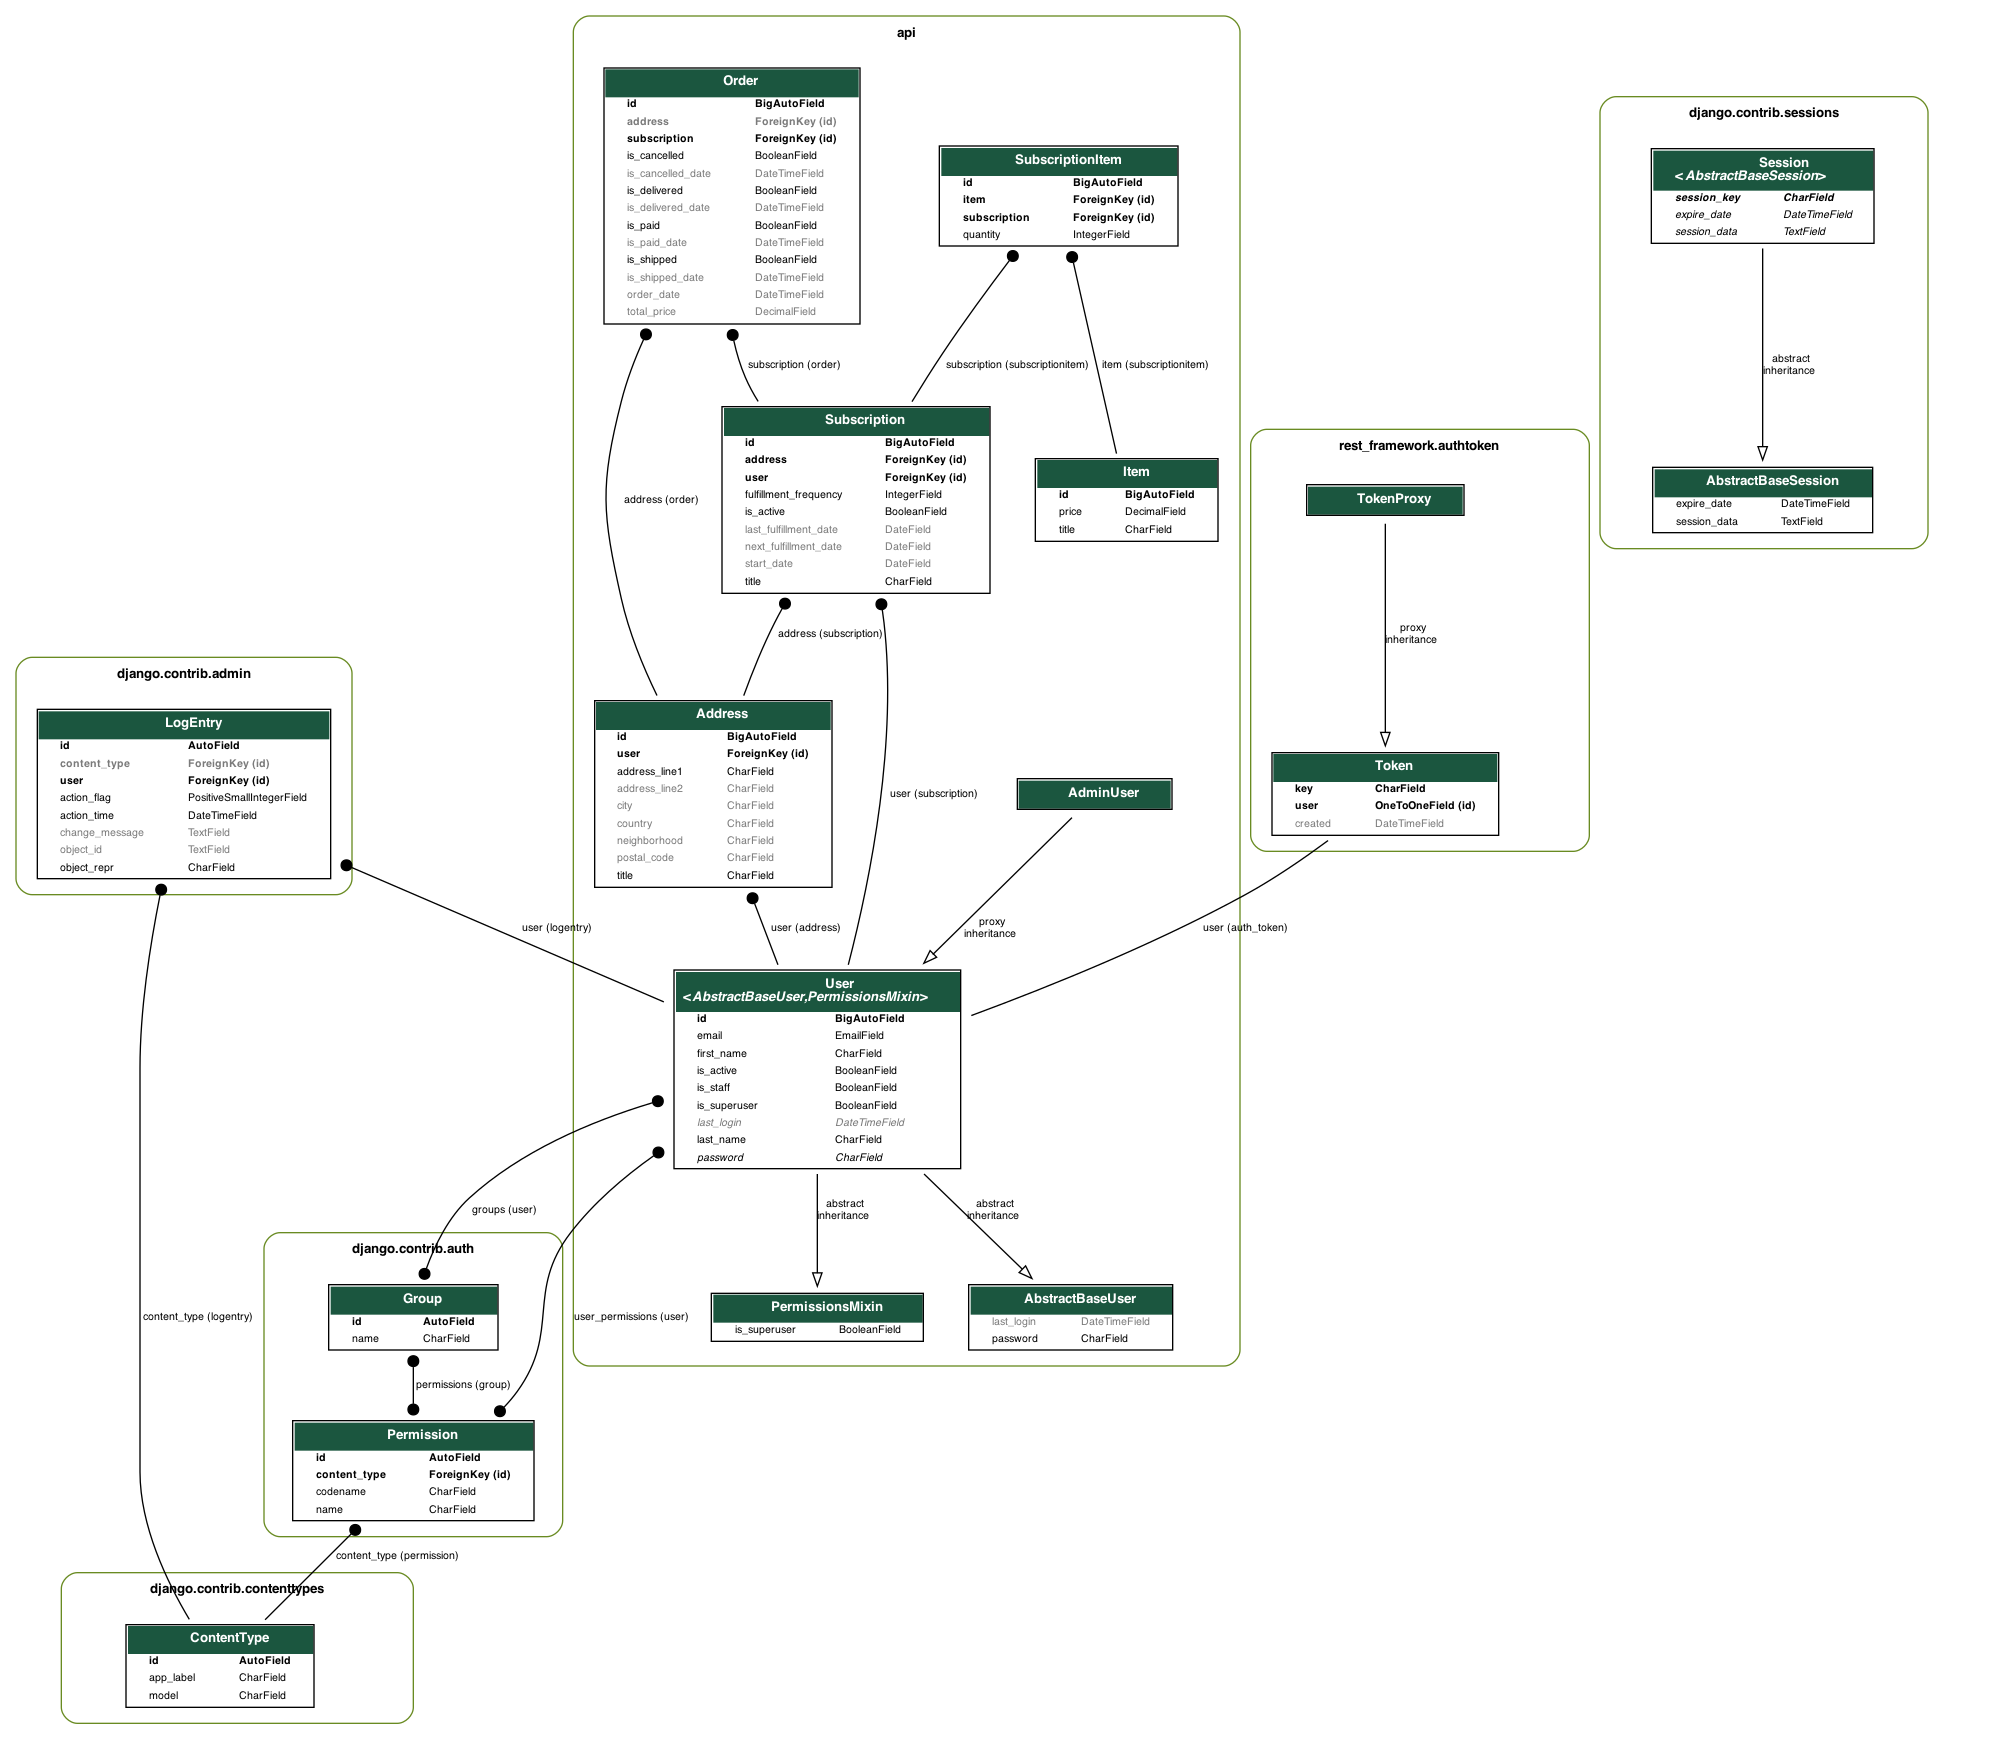 api
Order
id BigAutoField
address ForeignKey (id)
subscription ForeignKey (id)
is_cancelled BooleanField
is_cancelled_date DateTimeField
is_delivered BooleanField
is_delivered_date DateTimeField
is_paid BooleanField
is_paid_date DateTimeField
is_shipped BooleanField
is_shipped_date DateTimeField
order_date DateTimeField
total_price DecimalField
SubscriptionItem
id BigAutoField
item ForeignKey (id)
subscription ForeignKey (id)
quantity IntegerField
django.contrib.sessions
Session
<AbstractBaseSession>
session_key CharField
expire_date DateTimeField
session_data TextField
subscription (order)
subscription (subscriptionitem)
item (subscriptionitem)
abstract
inheritance
Subscription
id BigAutoField
address ForeignKey (id)
user ForeignKey (id)
fulfillment_frequency IntegerField
is_active BooleanField
last_fulfillment_date DateField
next_fulfillment_date DateField
start_date DateField
title CharField
address (order)
Item
id BigAutoField
price DecimalField
title CharField
rest_framework.authtoken
TokenProxy
AbstractBaseSession
expire_date DateTimeField
session_data TextField
address (subscription)
proxy
inheritance
django.contrib.admin
LogEntry
id AutoField
content_type ForeignKey (id)
user ForeignKey (id)
action_flag PositiveSmallIntegerField
action_time DateTimeField
change_message TextField
object_id TextField
object_repr CharField
Address
id BigAutoField
user ForeignKey (id)
address_line1 CharField
address_line2 CharField
city CharField
country CharField
neighborhood CharField
postal_code CharField
title CharField
user (subscription)
AdminUser
Token
key CharField
user OneToOneField (id)
created DateTimeField
user (logentry)
user (address)
proxy
inheritance
user (auth_token)
User
<AbstractBaseUser,PermissionsMixin>
id BigAutoField
email EmailField
first_name CharField
is_active BooleanField
is_staff BooleanField
is_superuser BooleanField
last_login DateTimeField
last_name CharField
password CharField
groups (user)
abstract
inheritance
abstract
inheritance
django.contrib.auth
Group
id AutoField
name CharField
content_type (logentry)
user_permissions (user)
PermissionsMixin
is_superuser BooleanField
AbstractBaseUser
last_login DateTimeField
password CharField
permissions (group)
Permission
id AutoField
content_type ForeignKey (id)
codename CharField
name CharField
content_type (permission)
django.contrib.contenttypes
ContentType
id AutoField
app_label CharField
model CharField